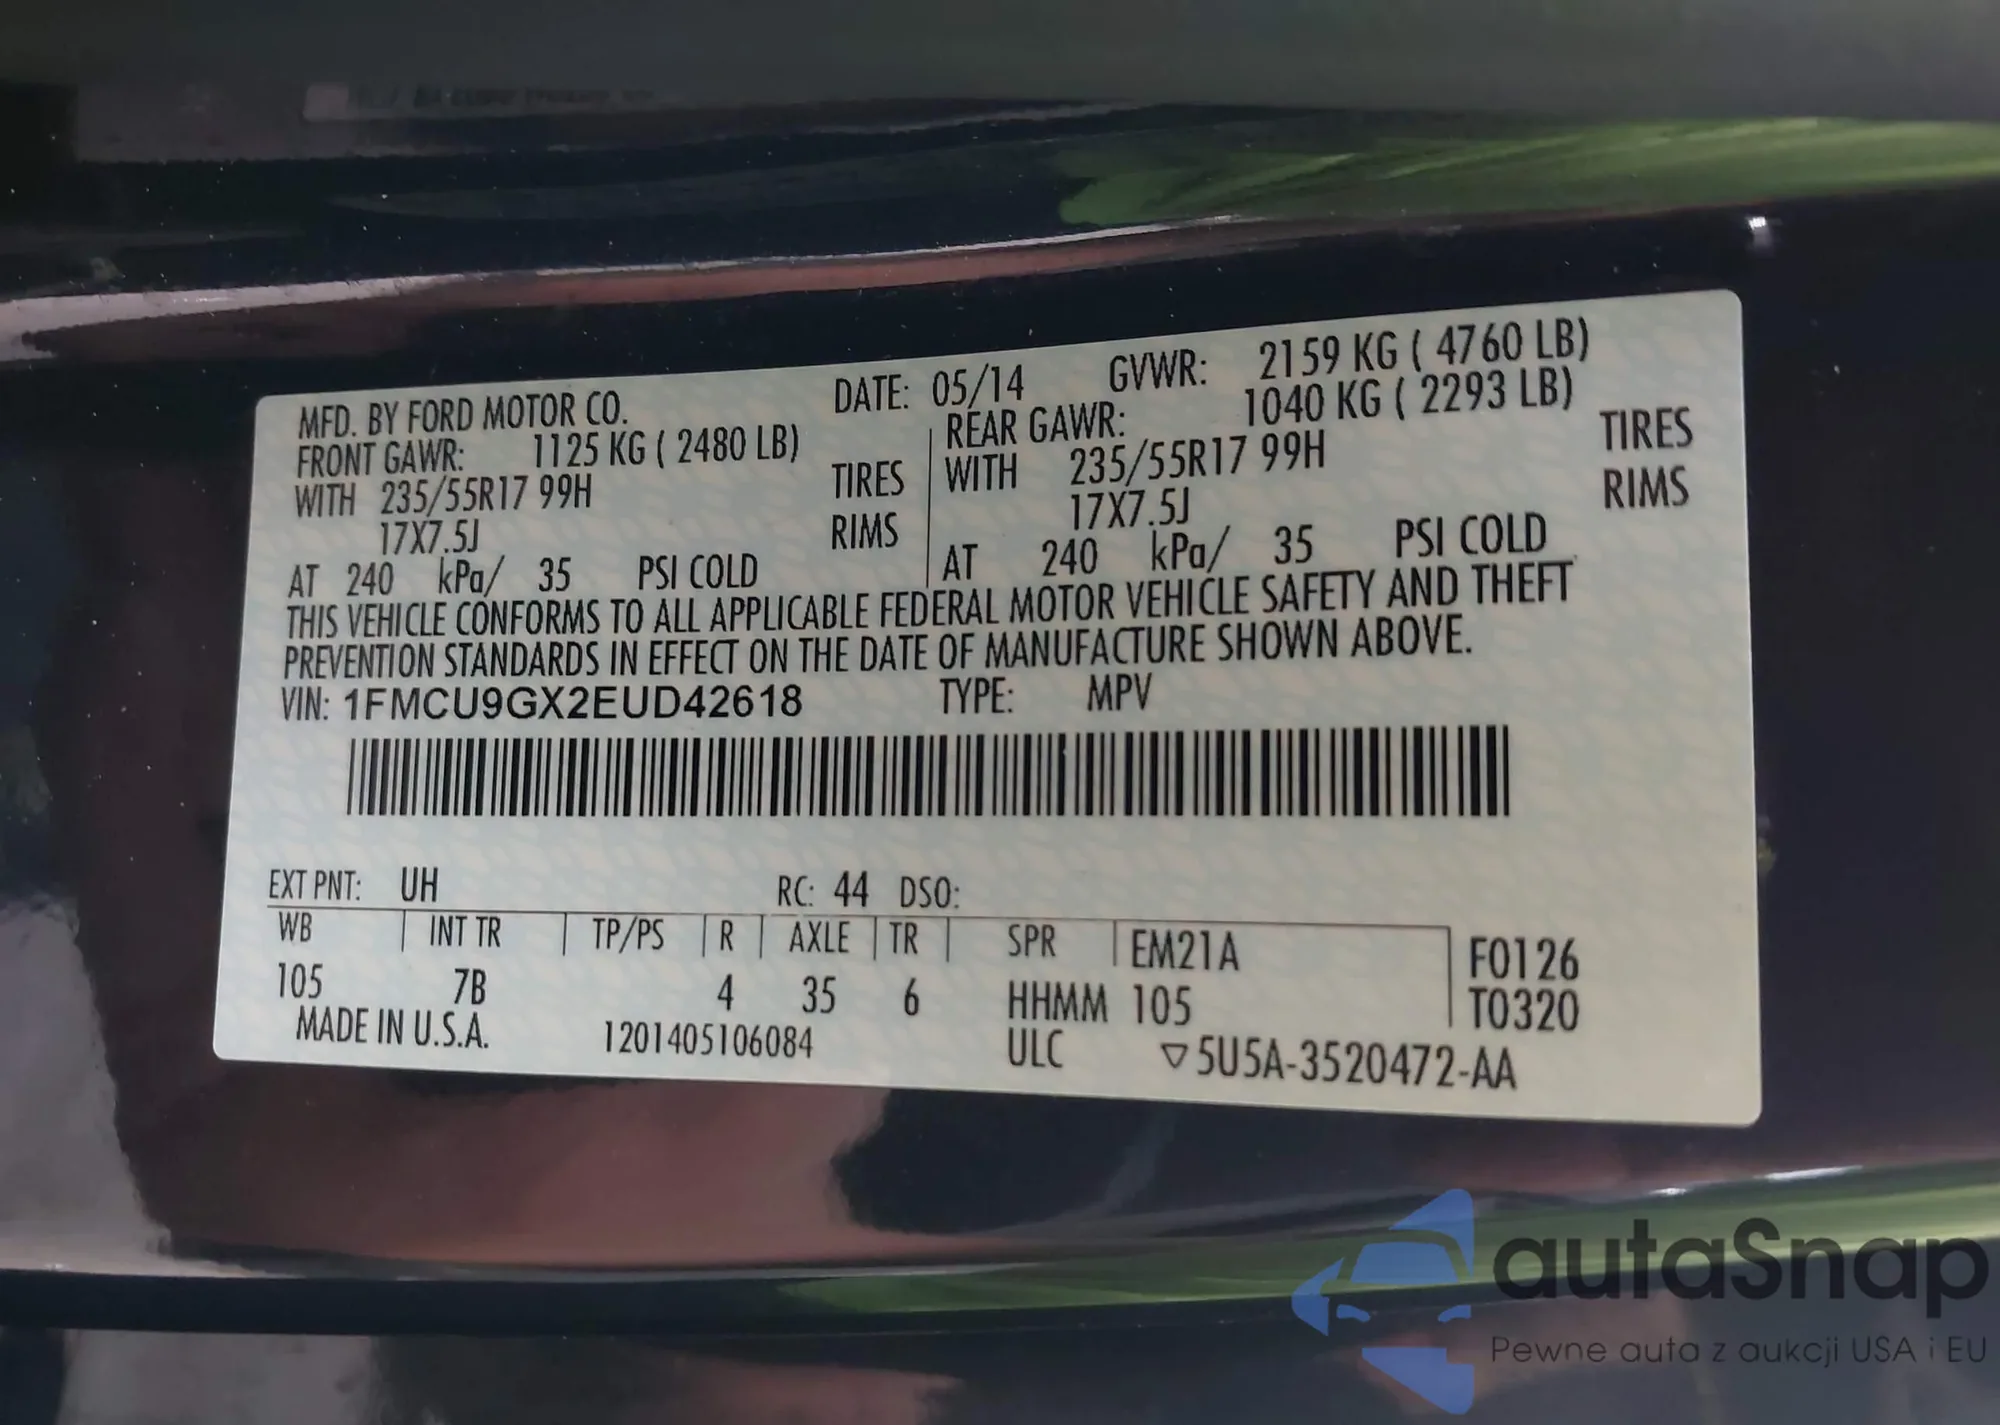 MFD. BY FORD MOTOR CO. DATE: 05/14 GVWR: 2159 KG ( 4760 LB)
FRONT GAWR: 1125 KG ( 2480 LB) REAR GAWR: 1040 KG ( 2293 LB)
WITH 235/55R17 99H TIRES WITH 235/55R17 99H TIRES
17X7.5J RIMS 17X7.5J RIMS
AT 240 kPa/ 35 PSI COLD AT 240 kPa/ 35 PSI COLD
THIS VEHICLE CONFORMS TO ALL APPLICABLE FEDERAL MOTOR VEHICLE SAFETY AND THEFT
PREVENTION STANDARDS IN EFFECT ON THE DATE OF MANUFACTURE SHOWN ABOVE.
VIN: 1FMCU9GX2EUD42618 TYPE: MPV
EXT PNT: UH RC: 44 DSO:
WB INT TR TP/PS R AXLE TR SPR EM21A F0126
105 7B 4 35 6 HHMM 105 T0320
MADE IN U.S.A. 1201405106084 ULC ▽5U5A-3520472-AA
autaSnap
Pewne auta z aukcji USA i EU